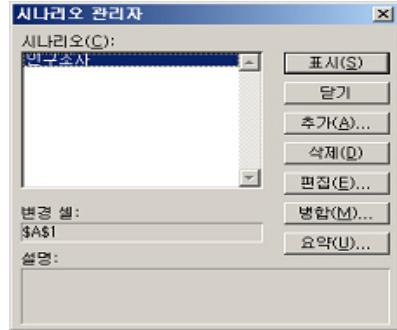 시나리오 관리자
시나리오(C):
인구조사
표시(S)
닫기
추가(A)...
삭제(D)
편집(E)...
변경 셀:
병합(M)...
$A$1
요약(U)...
설명: